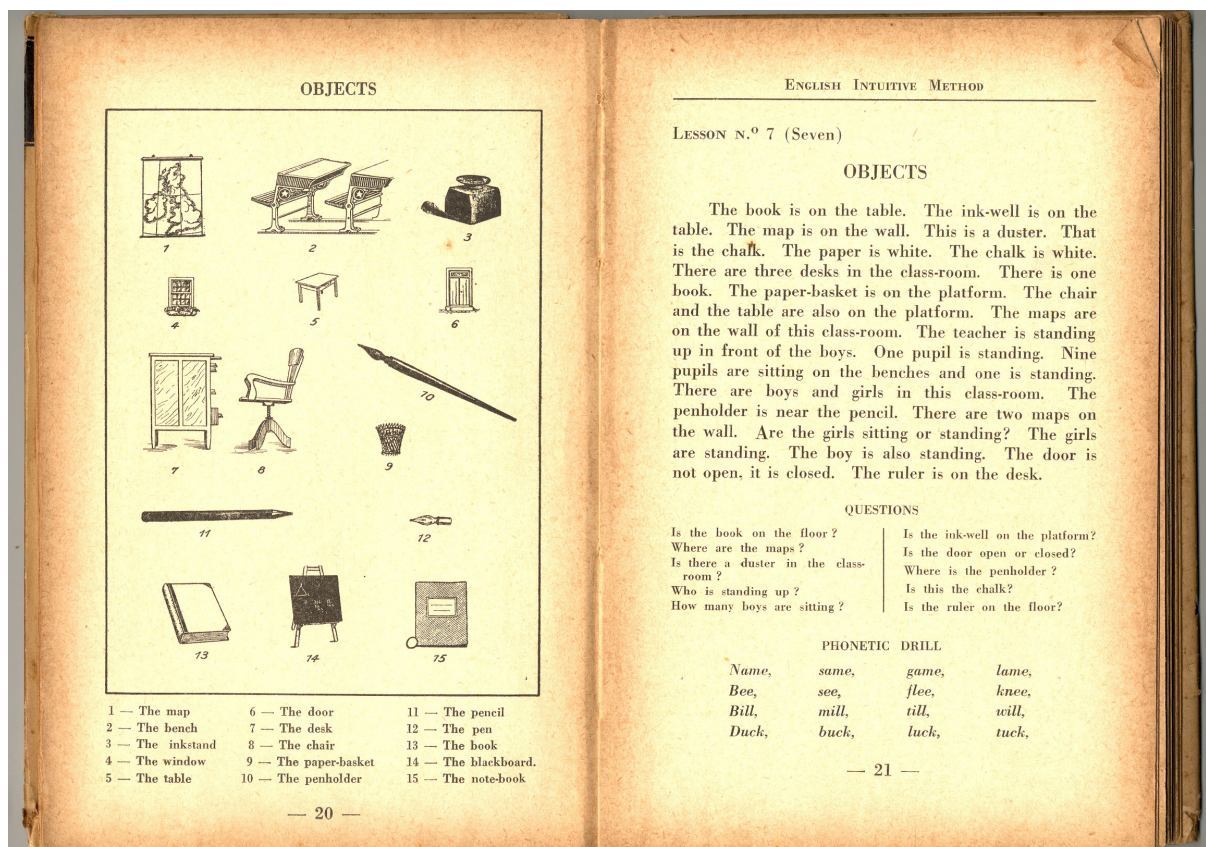 OBJECTS
1
2
3
4
5
6
7
8
9
10
11
12
13
14
15
1 — The map
2 — The bench
3 — The inkstand
4 — The window
5 — The table
6 — The door
7 — The desk
8 — The chair
9 — The paper-basket
10 — The penholder
11 — The pencil
12 — The pen
13 — The book
14 — The blackboard.
15 — The note-book
— 20 —
ENGLISH INTUITIVE METHOD
LESSON N.º 7 (Seven)
OBJECTS
The book is on the table. The ink-well is on the
table. The map is on the wall. This is a duster. That
is the chalk. The paper is white. The chalk is white.
There are three desks in the class-room. There is one
book. The paper-basket is on the platform. The chair
and the table are also on the platform. The maps are
on the wall of this class-room. The teacher is standing
up in front of the boys. One pupil is standing. Nine
pupils are sitting on the benches and one is standing.
There are boys and girls in this class-room. The
penholder is near the pencil. There are two maps on
the wall. Are the girls sitting or standing? The girls
are standing. The boy is also standing. The door is
not open, it is closed. The ruler is on the desk.
QUESTIONS
Is the book on the floor ?
Where are the maps ?
Is there a duster in the class-
room ?
Who is standing up ?
How many boys are sitting ?
Is the ink-well on the platform?
Is the door open or closed?
Where is the penholder ?
Is this the chalk?
Is the ruler on the floor?
PHONETIC DRILL
Name, same, game, lame,
Bee, see, flee, knee,
Bill, mill, till, will,
Duck, buck, luck, tuck,
— 21 —